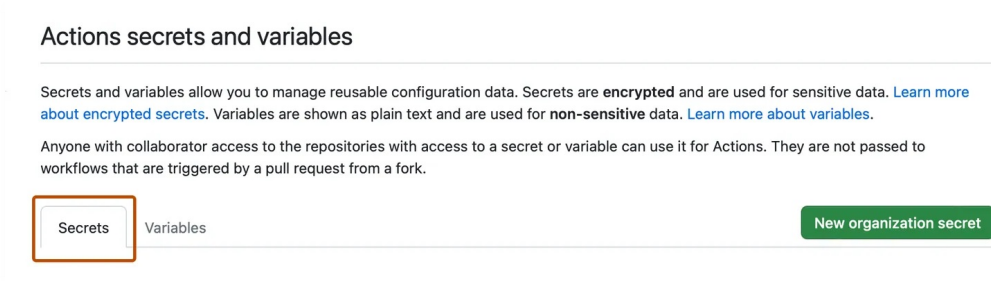 Actions secrets and variables
Secrets and variables allow you to manage reusable configuration data. Secrets are encrypted and are used for sensitive data. Learn more
about encrypted secrets. Variables are shown as plain text and are used for non-sensitive data. Learn more about variables.
Anyone with collaborator access to the repositories with access to a secret or variable can use it for Actions. They are not passed to
workflows that are triggered by a pull request from a fork.
Secrets Variables New organization secret